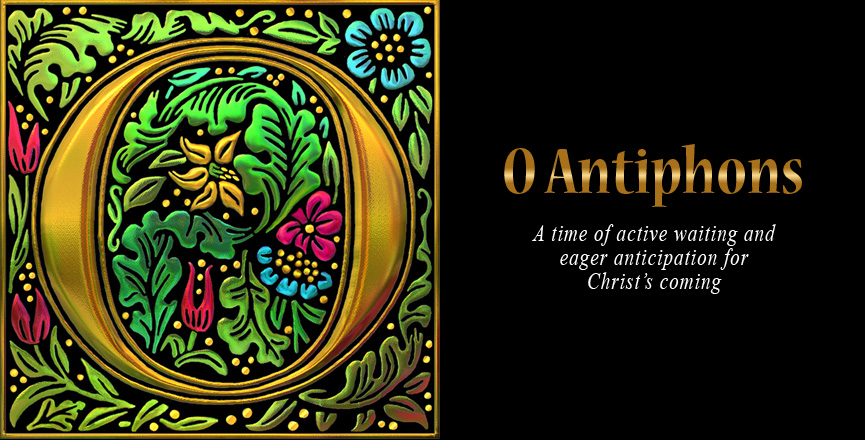 O
O Antiphons
A time of active waiting and
eager anticipation for
Christ's coming